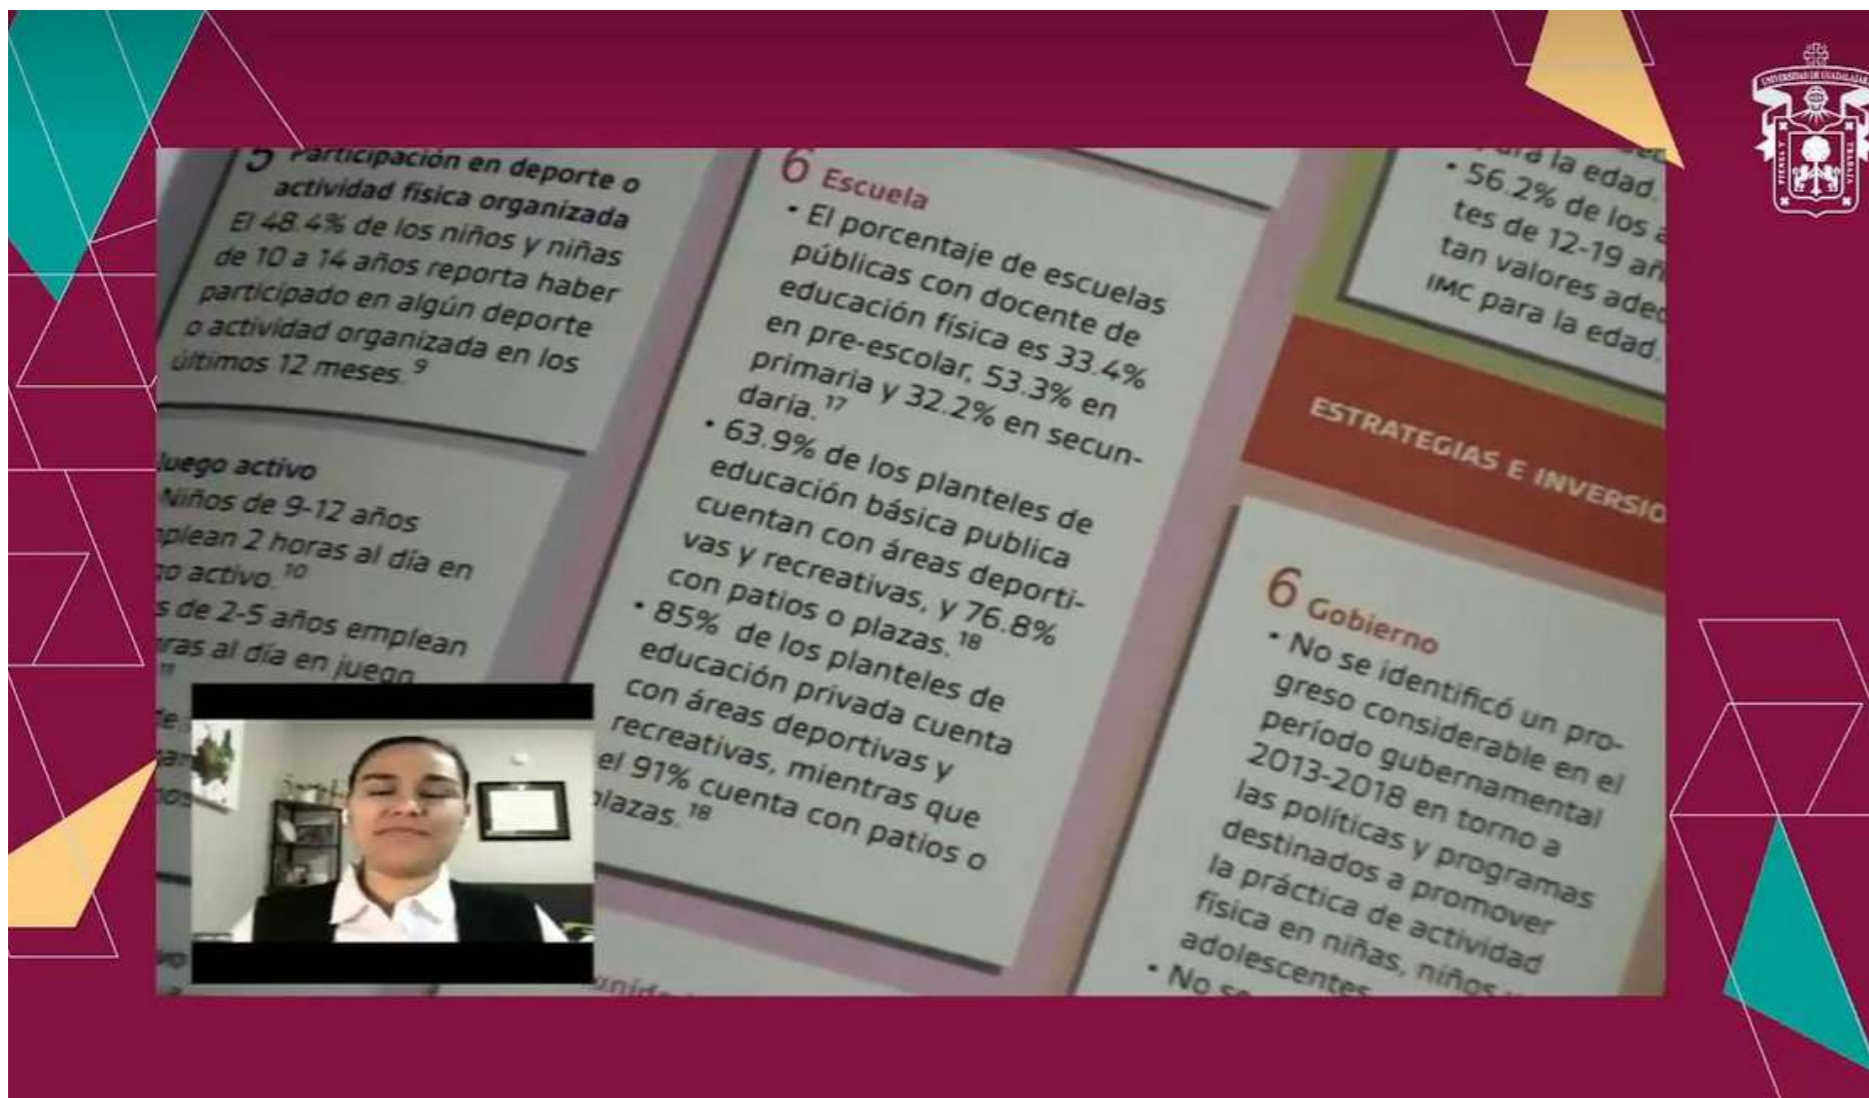 5 Participación en deporte o
actividad física organizada
El 48.4% de los niños y niñas
de 10 a 14 años reporta haber
participado en algún deporte
o actividad organizada en los
últimos 12 meses. 9
Juego activo
Niños de 9-12 años
2 horas al día en
activo. 10
de 2-5 años emplean
al día en juego
11
6 Escuela
• El porcentaje de escuelas
públicas con docente de
educación física es 33.4%
en pre-escolar, 53.3% en
primaria y 32.2% en secun-
daria. 17
• 63.9% de los planteles de
educación básica publica
cuentan con áreas deporti-
vas y recreativas, y 76.8%
con patios o plazas. 18
• 85% de los planteles de
educación privada cuenta
con áreas deportivas y
recreativas, mientras que
el 91% cuenta con patios o
plazas. 18
la edad.
• 56.2% de los
tes de 12-19
tan valores
IMC para la edad.
ESTRATEGIAS E
6 Gobierno
• No se identificó un pro-
greso considerable en el
período gubernamental
2013-2018 en torno a
las políticas y programas
destinados a promover
la práctica de actividad
física en niñas, niños
adolescentes
• No se
UNIVERSIDAD DE GUADALAJARA
PIENSA Y
TRABAJA